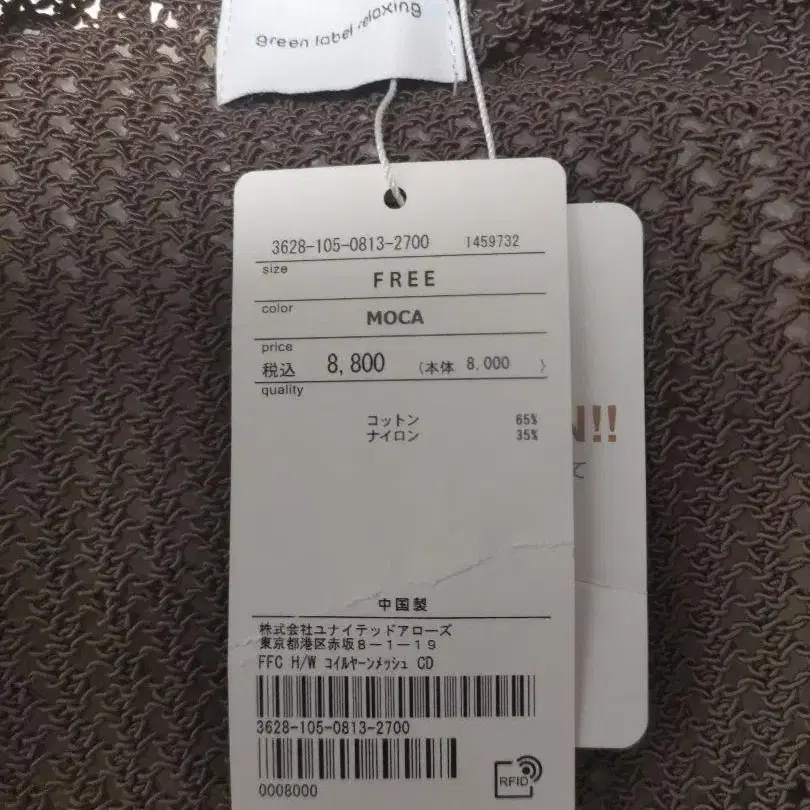 green label relaxing
3628-105-0813-2700 1459732
size
FREE
color
MOCA
price
税込 8,800 (本体 8,000 )
quality
コットン 65%
ナイロン 35%
中国製
株式会社ユナイテッドアローズ
東京都港区赤坂8-1-19
FFC H/W コイルヤーンメッシュ CD
3628-105-0813-2700
0008000
RFID
N!!
て